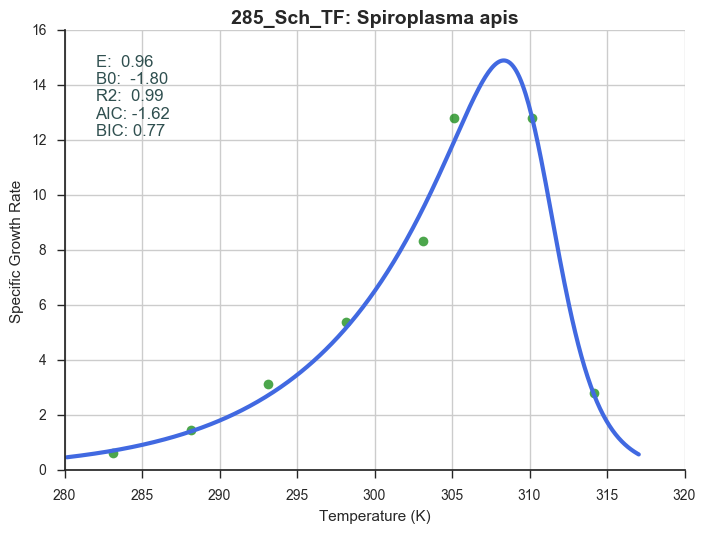 285_Sch_TF: Spiroplasma apis
E:  0.96
B0:  -1.80
R2:  0.99
AIC: -1.62
BIC: 0.77
Specific Growth Rate
16
14
12
10
8
6
4
2
0
280 285 290 295 300 305 310 315 320
Temperature (K)